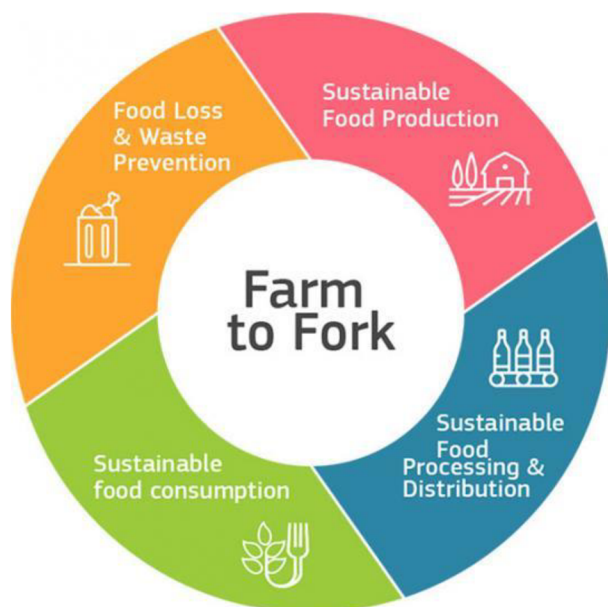 Food Loss
& Waste
Prevention
Sustainable
Food Production
Farm
to Fork
Sustainable
Food
Processing &
Distribution
Sustainable
food consumption